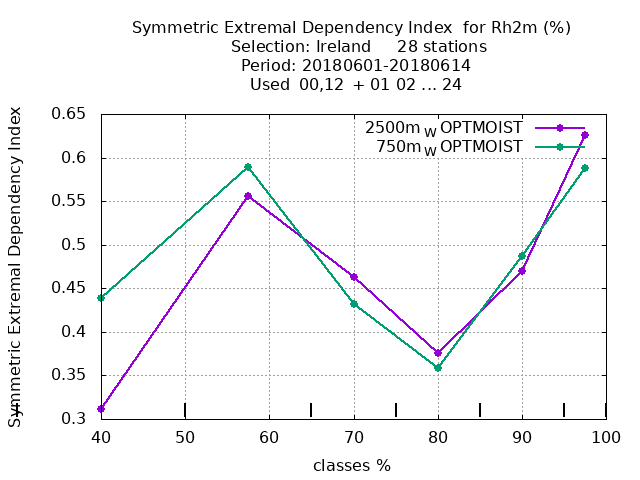 Symmetric Extremal Dependency Index for Rh2m (%)
Selection: Ireland 28 stations
Period: 20180601-20180614
Used 00,12 + 01 02 ... 24
Symmetric Extremal Dependency Index
0.65
0.6
0.55
0.5
0.45
0.4
0.35
0.3
2500m W OPTMOIST
750m W OPTMOIST
40 50 60 70 80 90 100
classes %